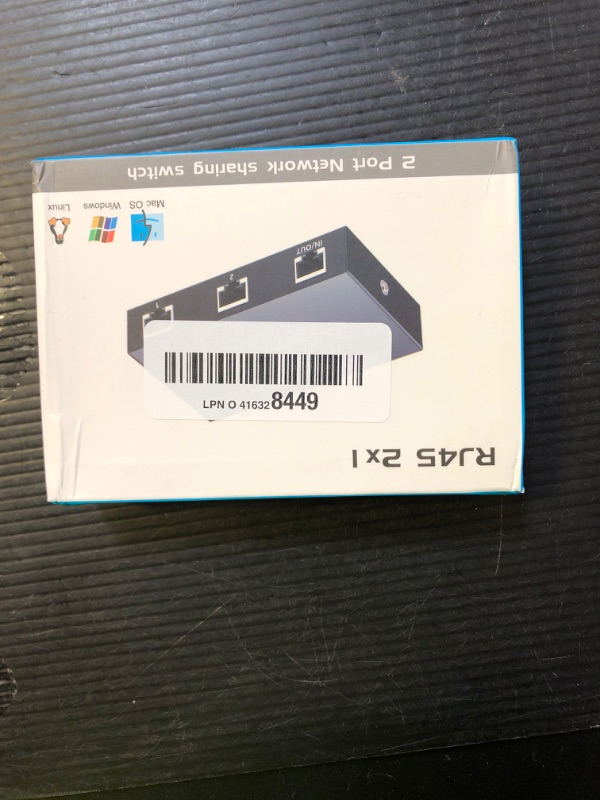 RJ45 2x1
IN/OUT
2
1
Mac OS
Windows
Linux
2 Port Network sharing switch
LPN O 416328449